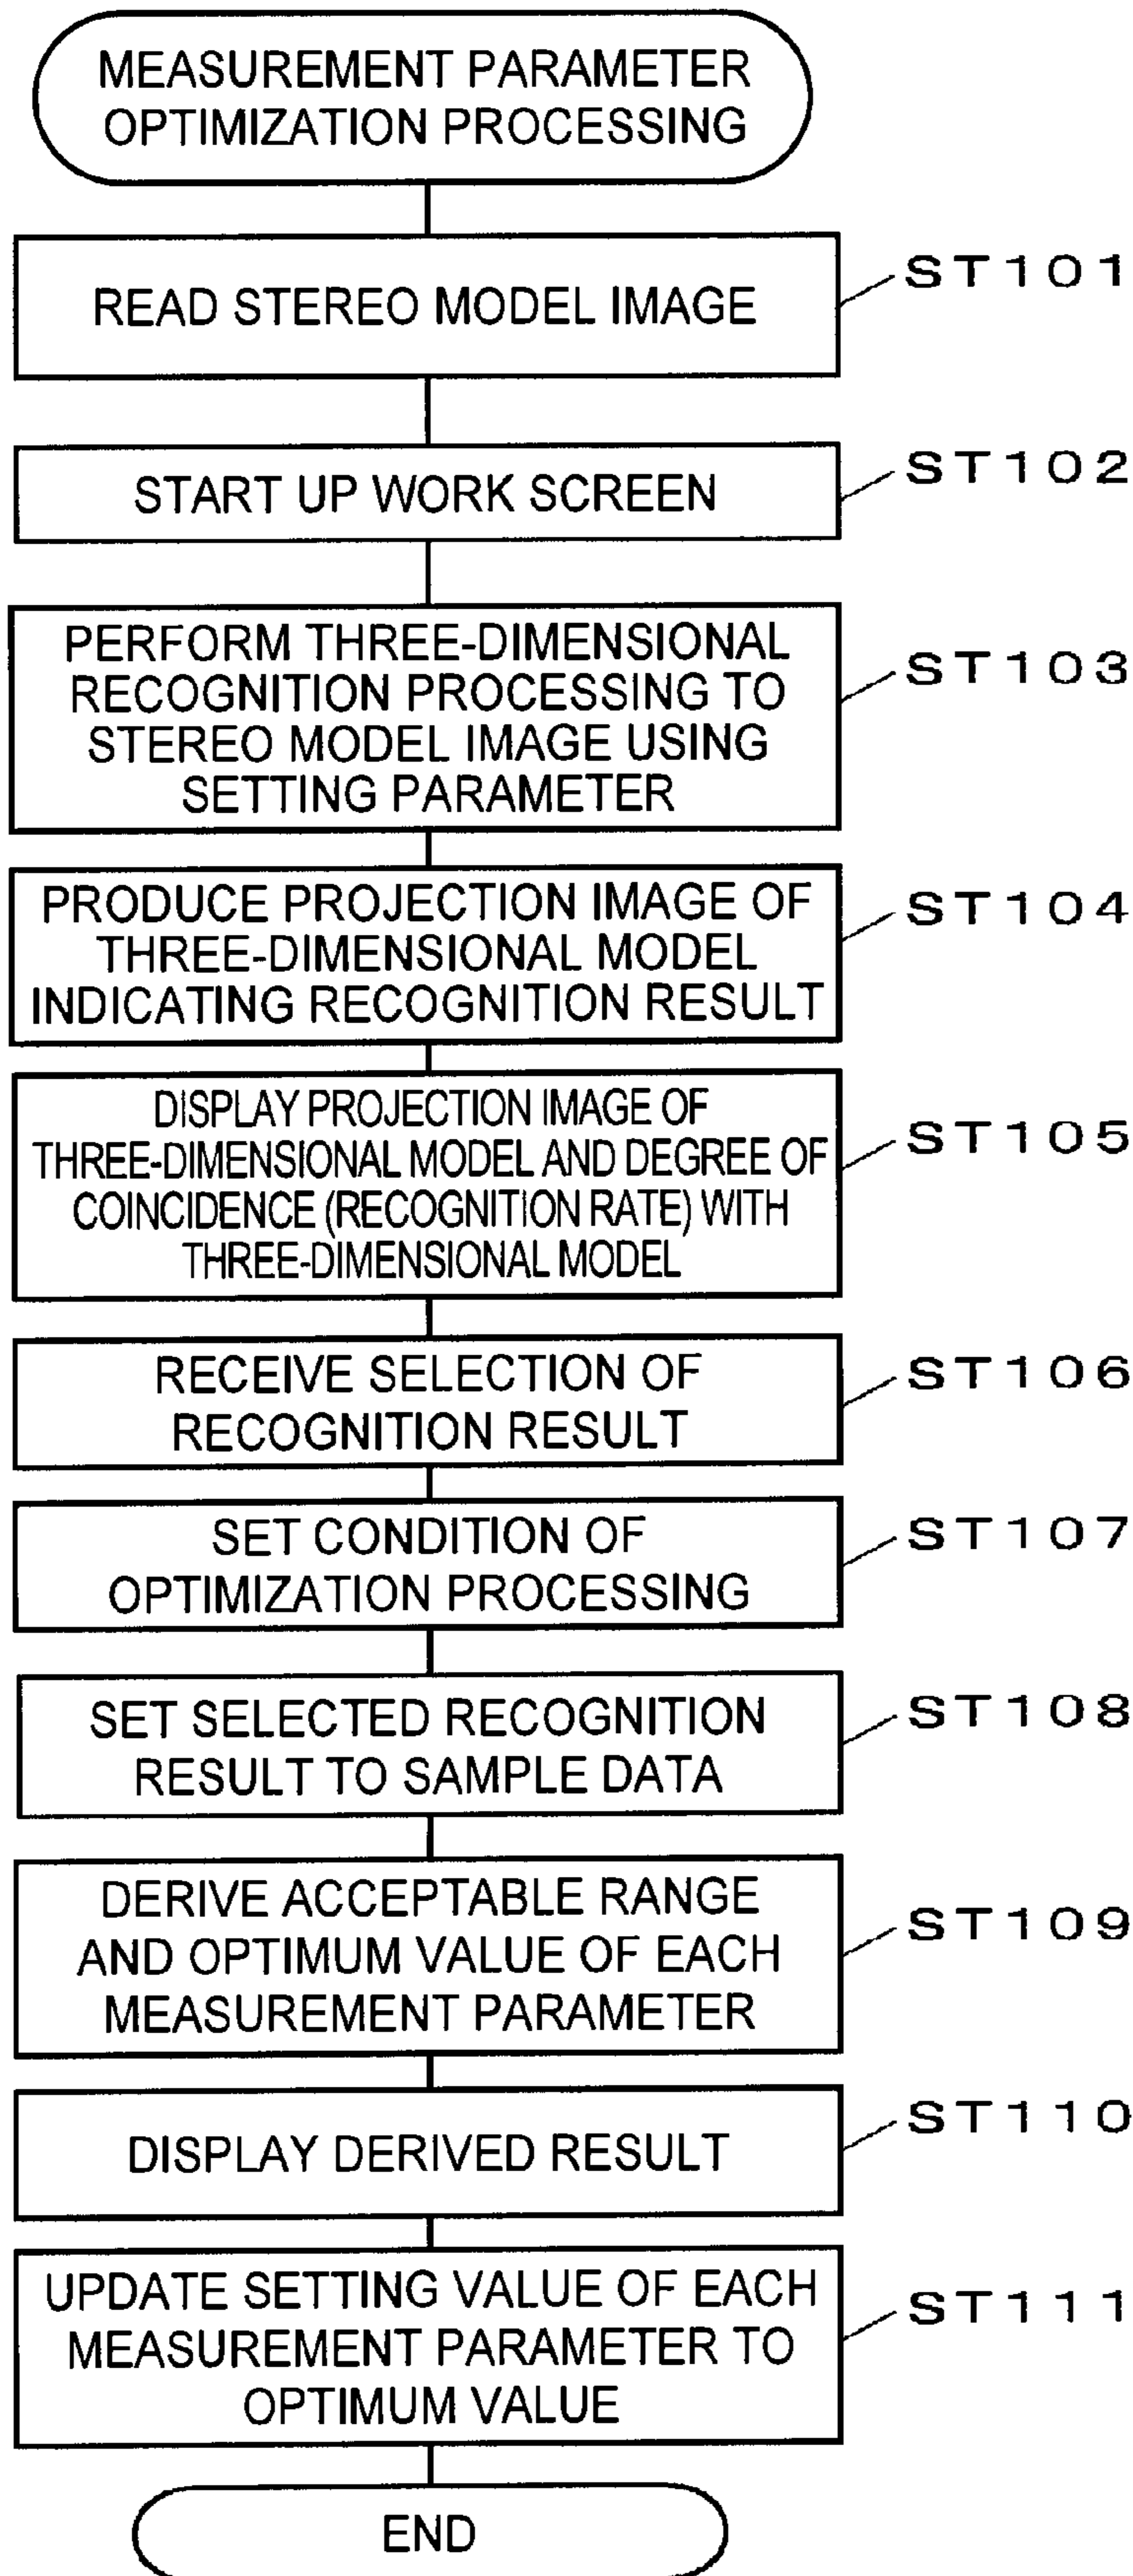 MEASUREMENT PARAMETER
OPTIMIZATION PROCESSING
READ STEREO MODEL IMAGE
ST101
START UP WORK SCREEN
ST102
PERFORM THREE-DIMENSIONAL
RECOGNITION PROCESSING TO
STEREO MODEL IMAGE USING
SETTING PARAMETER
ST103
PRODUCE PROJECTION IMAGE OF
THREE-DIMENSIONAL MODEL
INDICATING RECOGNITION RESULT
ST104
DISPLAY PROJECTION IMAGE OF
THREE-DIMENSIONAL MODEL AND DEGREE OF
COINCIDENCE (RECOGNITION RATE) WITH
THREE-DIMENSIONAL MODEL
ST105
RECEIVE SELECTION OF
RECOGNITION RESULT
ST106
SET CONDITION OF
OPTIMIZATION PROCESSING
ST107
SET SELECTED RECOGNITION
RESULT TO SAMPLE DATA
ST108
DERIVE ACCEPTABLE RANGE
AND OPTIMUM VALUE OF EACH
MEASUREMENT PARAMETER
ST109
DISPLAY DERIVED RESULT
ST110
UPDATE SETTING VALUE OF EACH
MEASUREMENT PARAMETER TO
OPTIMUM VALUE
ST111
END